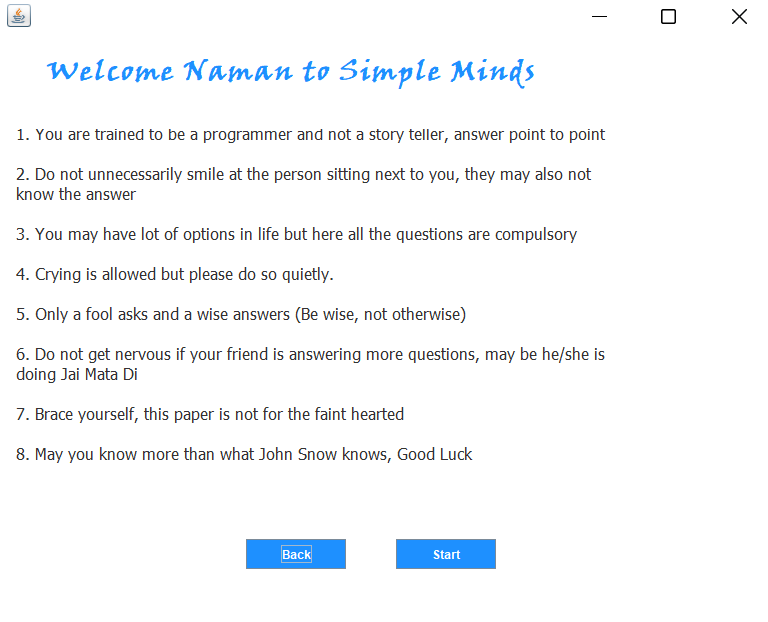 Welcome Naman to Simple Minds
1. You are trained to be a programmer and not a story teller, answer point to point
2. Do not unnecessarily smile at the person sitting next to you, they may also not
know the answer
3. You may have lot of options in life but here all the questions are compulsory
4. Crying is allowed but please do so quietly.
5. Only a fool asks and a wise answers (Be wise, not otherwise)
6. Do not get nervous if your friend is answering more questions, may be he/she is
doing Jai Mata Di
7. Brace yourself, this paper is not for the faint hearted
8. May you know more than what John Snow knows, Good Luck
Back Start